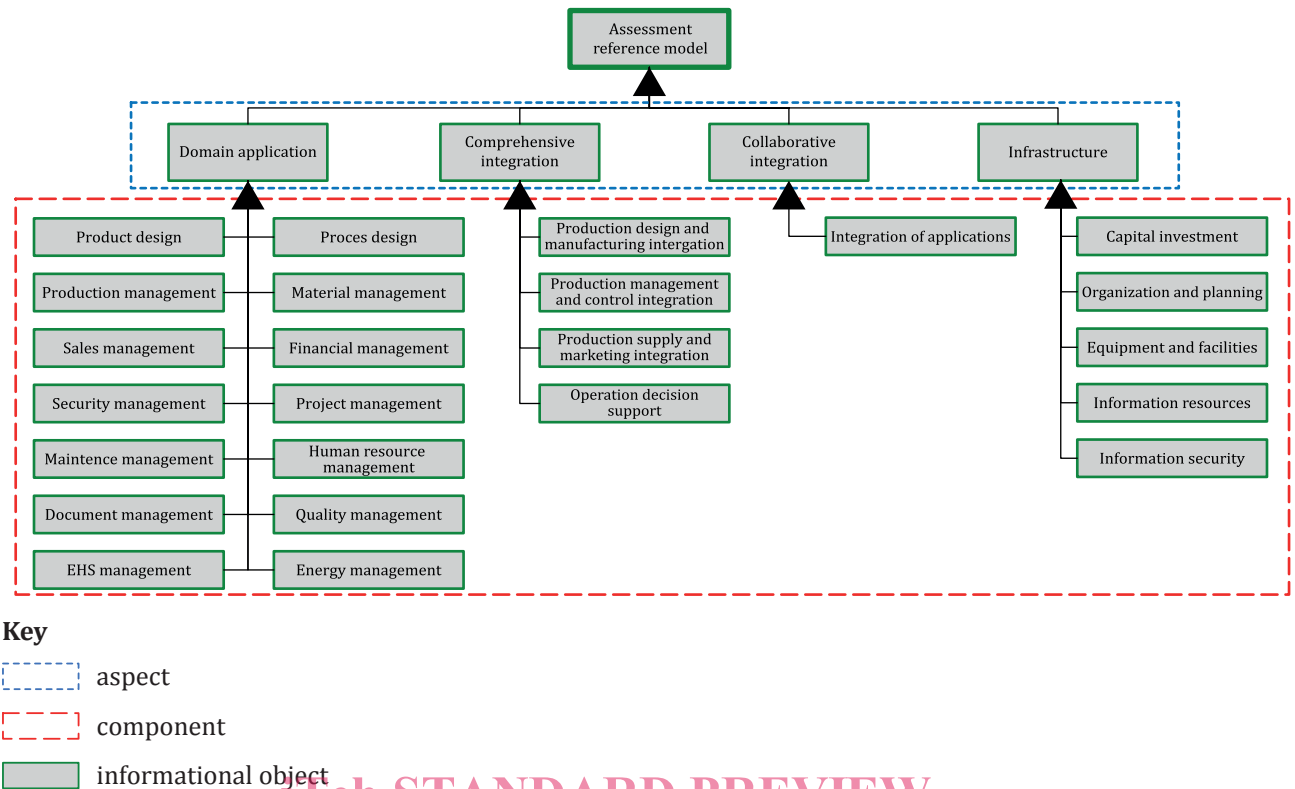 Assessment
reference model
Domain application
Comprehensive
integration
Collaborative
integration
Infrastructure
Product design
Production management
Sales management
Security management
Maintence management
Document management
EHS management
Proces design
Material management
Financial management
Project management
Human resource
management
Quality management
Energy management
Production design and
manufacturing intergation
Production management
and control integration
Production supply and
marketing integration
Operation decision
support
Integration of applications
Capital investment
Organization and planning
Equipment and facilities
Information resources
Information security
Key
aspect
component
informational object
STANDARD PREVIEW